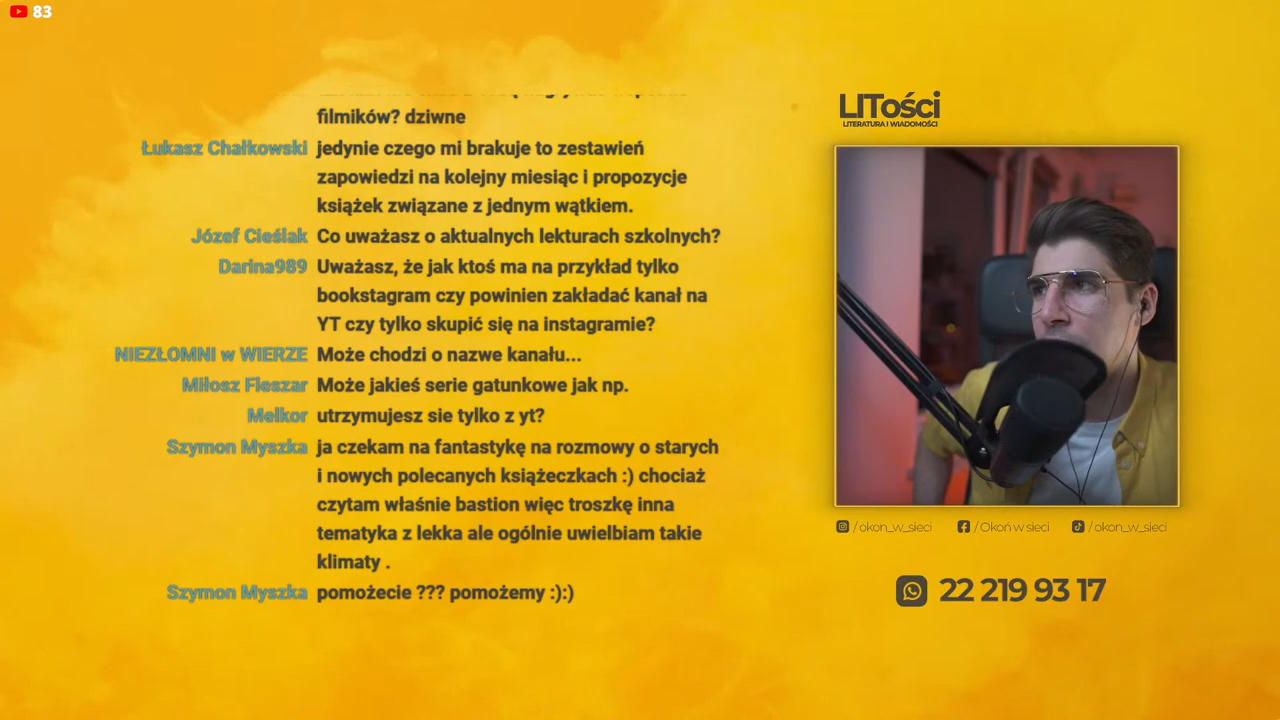 83
filmików? dziwne
Łukasz Chałkowski jedynie czego mi brakuje to zestawień
zapowiedzi na kolejny miesiąc i propozycje
książek związane z jednym wątkiem.
Józef Cieślak Co uważasz o aktualnych lekturach szkolnych?
Darina989 Uważasz, że jak ktoś ma na przykład tylko
bookstagram czy powinien zakładać kanał na
YT czy tylko skupić się na instagramie?
NIEZŁOMNI w WIERZE Może chodzi o nazwe kanału...
Miłosz Fleszar Może jakieś serie gatunkowe jak np.
Melkor utrzymujesz sie tylko z yt?
Szymon Myszka ja czekam na fantastykę na rozmowy o starych
i nowych polecanych książeczkach :) chociaż
czytam właśnie bastion więc troszkę inna
tematyka z lekka ale ogólnie uwielbiam takie
klimaty .
Szymon Myszka pomożecie ??? pomożemy :):)
LITości
LITERATURA I WIADOMOŚCI
/ okon_w_sieci / Okoń w sieci / okon_w_sieci
22 219 93 17